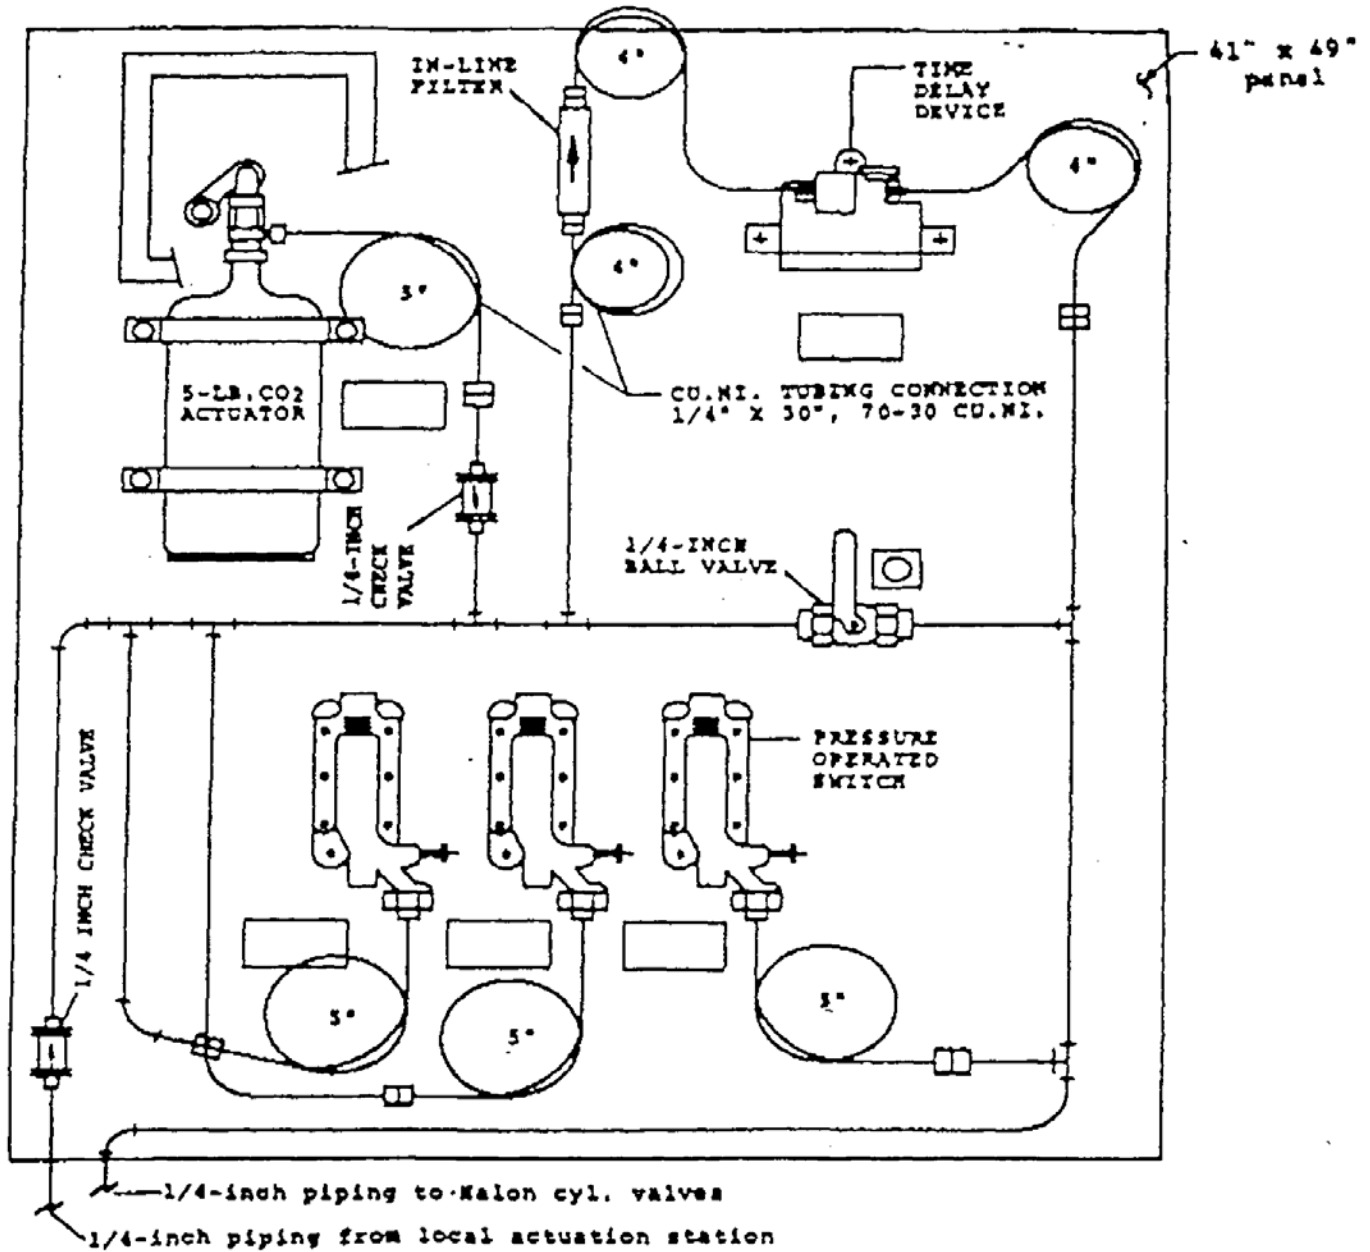 41" x 49"
panel
IN-LINE
FILTER
4"
TIME
DELAY
DEVICE
4"
4"
5"
5-LB. CO2
ACTUATOR
CU.NI. TUBING CONNECTION
1/4" X 30", 70-30 CU.NI.
1/4-INCH
CHECK
VALVE
1/4-INCH
BALL VALVE
PRESSURE
OPERATED
SWITCH
1/4 INCH CHECK VALVE
5"
5"
5"
1/4-inch piping to Halon cyl. valves
1/4-inch piping from local actuation station